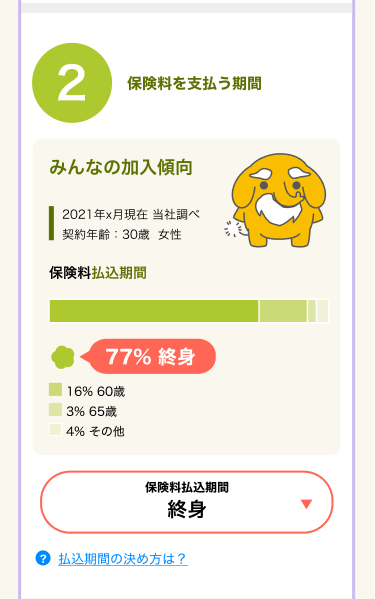 2
保険料を支払う期間
みんなの加入傾向
2021年x月現在 当社調べ
契約年齢：30歳 女性
保険料払込期間
77% 終身
16% 60歳
3% 65歳
4% その他
保険料払込期間
終身
? 払込期間の決め方は？